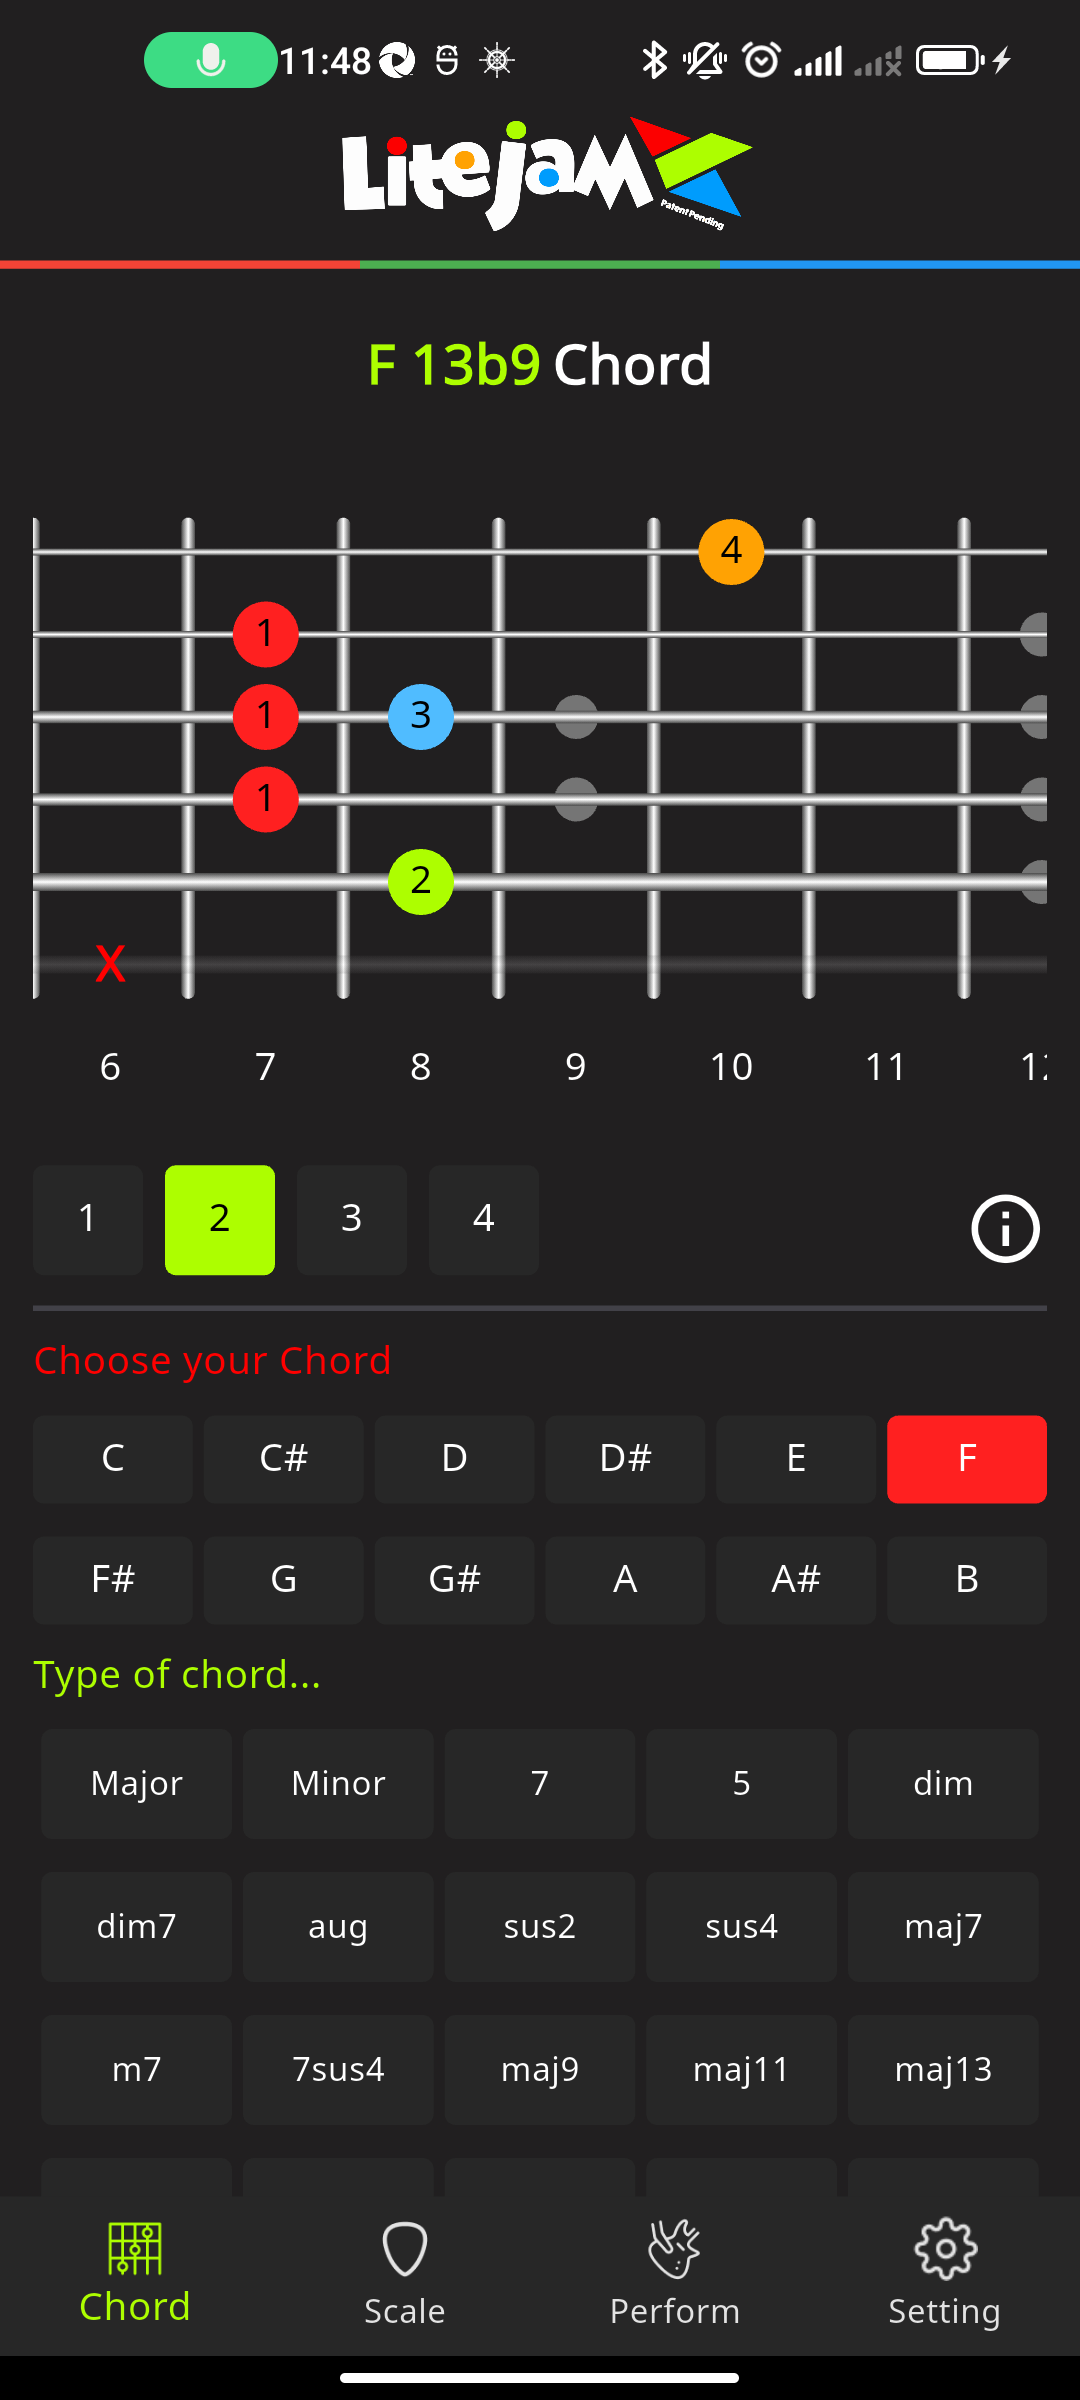 11:48
LiteJam
Patent Pending
F 13b9 Chord
4
1
1 3
1
2
X
6 7 8 9 10 11
1 2 3 4
Choose your Chord
C C# D D# E F
F# G G# A A# B
Type of chord...
Major Minor 7 5 dim
dim7 aug sus2 sus4 maj7
m7 7sus4 maj9 maj11 maj13
Chord Scale Perform Setting